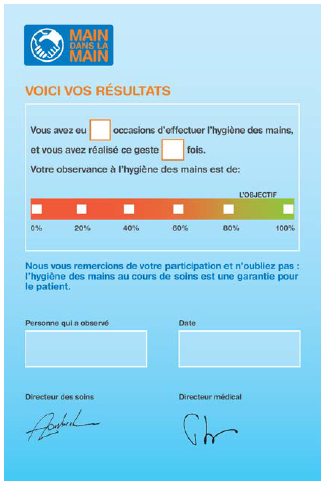 MAIN
DANS LA
MAIN
VOICI VOS RÉSULTATS
Vous avez eu occasions d'effectuer l'hygiène des mains,
et vous avez réalisé ce geste fois.
Votre observance à l'hygiène des mains est de:
L'OBJECTIF
0% 20% 40% 60% 80% 100%
Nous vous remercions de votre participation et n'oubliez pas :
l'hygiène des mains au cours de soins est une garantie pour
le patient.
Personne qui a observé Date
Directeur des soins Directeur médical